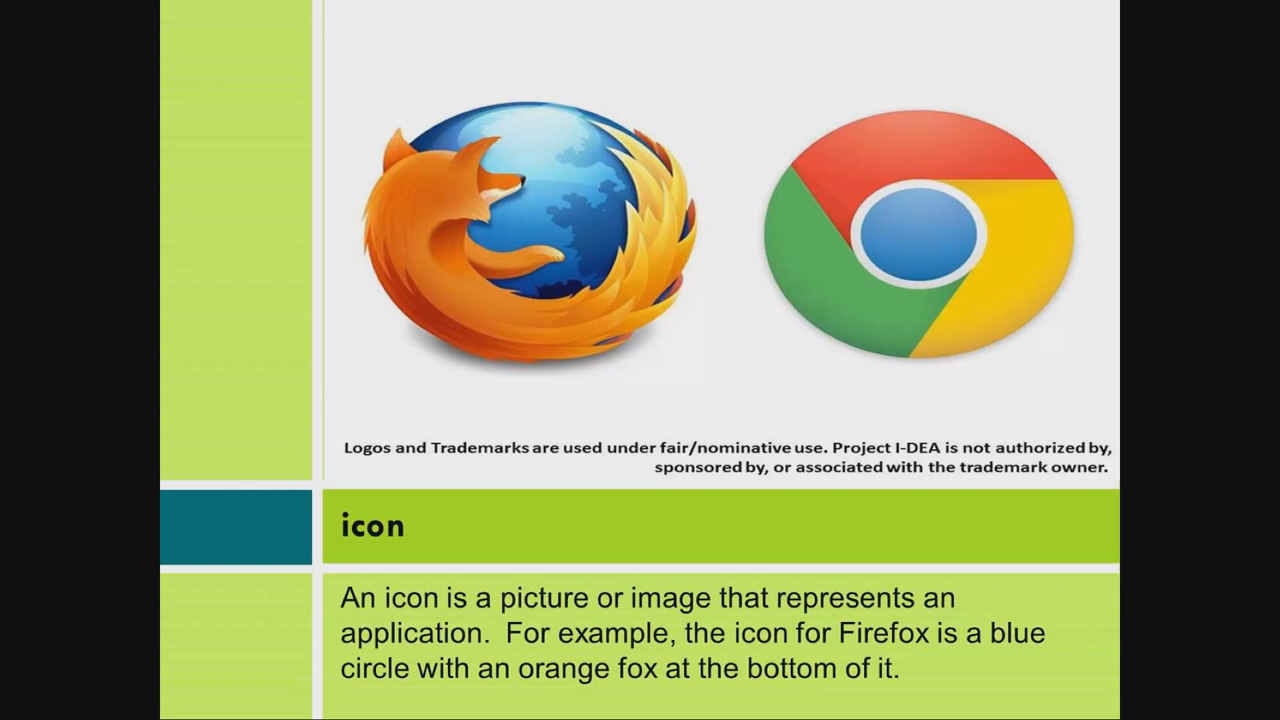 Logos and Trademarks are used under fair/nominative use. Project I-DEA is not authorized by,
sponsored by, or associated with the trademark owner.
icon
An icon is a picture or image that represents an
application.  For example, the icon for Firefox is a blue
circle with an orange fox at the bottom of it.